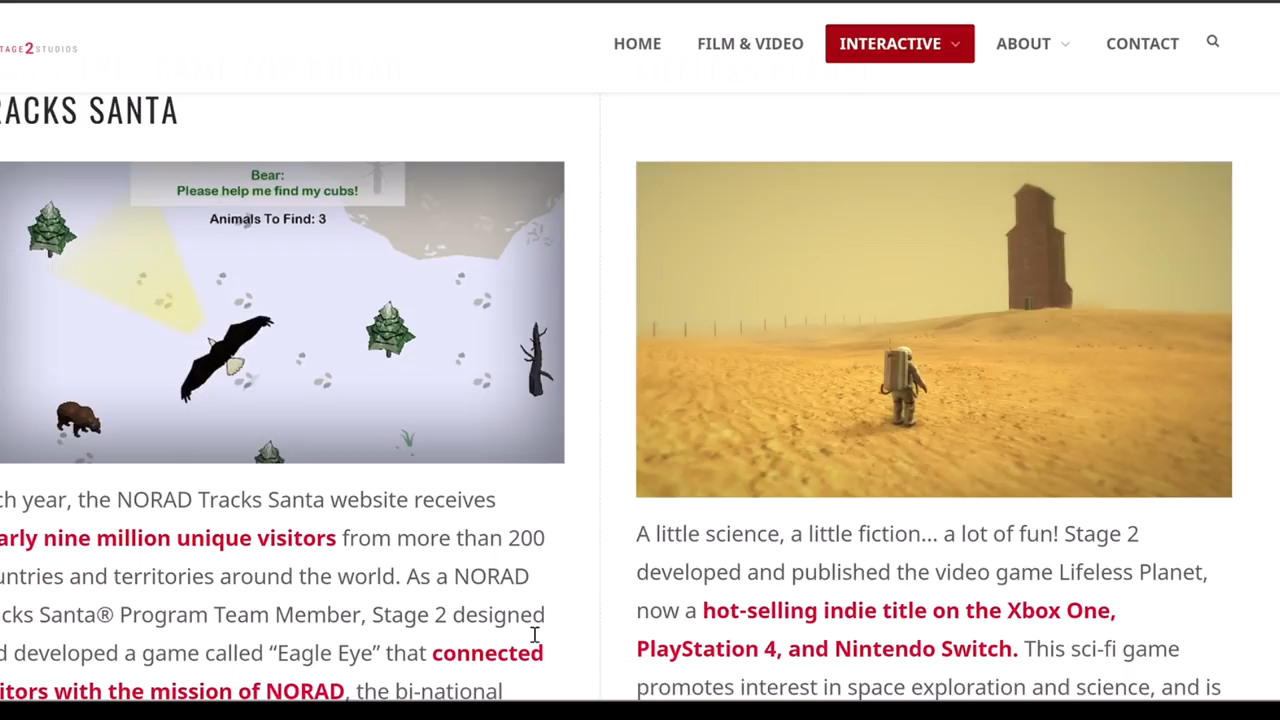 TAGE2STUDIOS
HOME
FILM & VIDEO
INTERACTIVE
ABOUT
CONTACT
RACKS SANTA
Bear:
Please help me find my cubs!
Animals To Find: 3
ch year, the NORAD Tracks Santa website receives
arly nine million unique visitors from more than 200
untries and territories around the world. As a NORAD
cks Santa® Program Team Member, Stage 2 designed
d developed a game called “Eagle Eye” that connected
itors with the mission of NORAD, the bi-national
A little science, a little fiction... a lot of fun! Stage 2
developed and published the video game Lifeless Planet,
now a hot-selling indie title on the Xbox One,
PlayStation 4, and Nintendo Switch. This sci-fi game
promotes interest in space exploration and science, and is